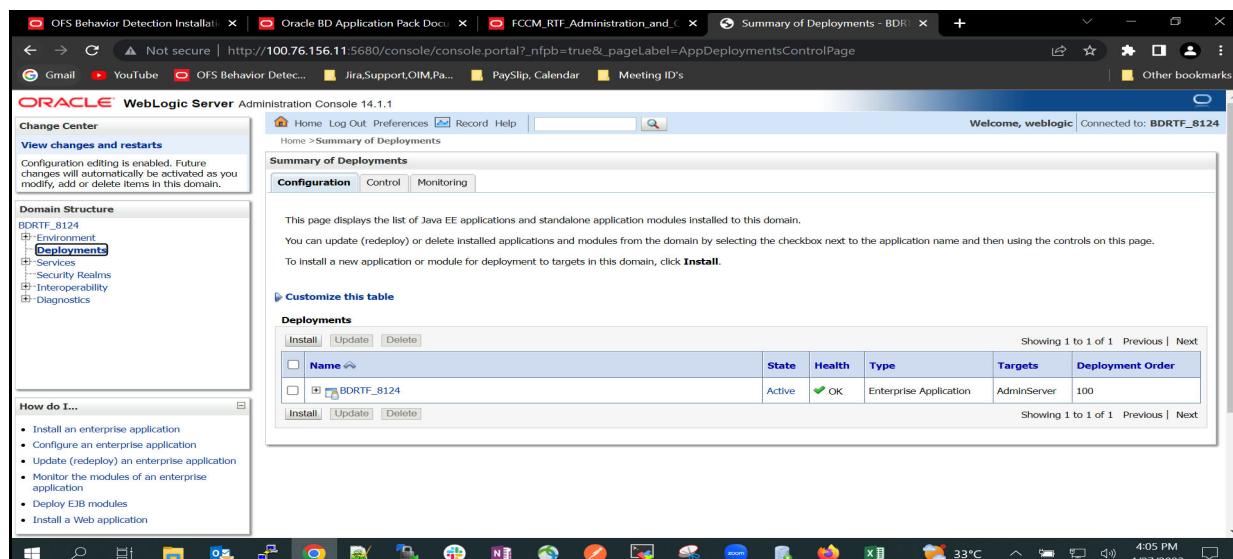 OFS Behavior Detection Installati
Oracle BD Application Pack Docu
FCCM_RTF_Administration_and_
Summary of Deployments - BDR
Not secure | http://100.76.156.11:5680/console/console.portal?_nfpb=true&_pageLabel=AppDeploymentsControlPage
Gmail YouTube OFS Behavior Detec... Jira,Support,OIM,Pa... PaySlip, Calendar Meeting ID's Other bookmarks
ORACLE WebLogic Server Administration Console 14.1.1
Change Center
View changes and restarts
Configuration editing is enabled. Future
changes will automatically be activated as you
modify, add or delete items in this domain.
Domain Structure
BDRTF_8124
Environment
Deployments
Services
Security Realms
Interoperability
Diagnostics
How do I...
Install an enterprise application
Configure an enterprise application
Update (redeploy) an enterprise application
Monitor the modules of an enterprise
application
Deploy EJB modules
Install a Web application
Home Log Out Preferences Record Help
Welcome, weblogic Connected to: BDRTF_8124
Home >Summary of Deployments
Summary of Deployments
Configuration Control Monitoring
This page displays the list of Java EE applications and standalone application modules installed to this domain.
You can update (redeploy) or delete installed applications and modules from the domain by selecting the checkbox next to the application name and then using the controls on this page.
To install a new application or module for deployment to targets in this domain, click Install.
Customize this table
Deployments
Install Update Delete Showing 1 to 1 of 1 Previous | Next
Name State Health Type Targets Deployment Order
BDRTF_8124 Active OK Enterprise Application AdminServer 100
Install Update Delete Showing 1 to 1 of 1 Previous | Next
33°C
4:05 PM